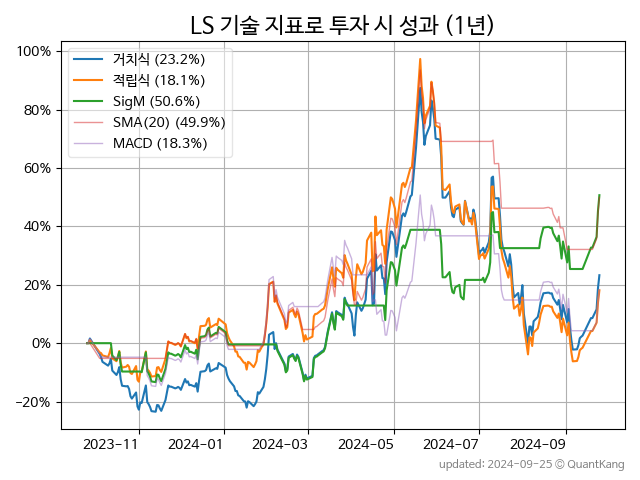 LS 기술 지표로 투자 시 성과 (1년)
100%
80%
60%
40%
20%
0%
−20%
거치식 (23.2%)
적립식 (18.1%)
SigM (50.6%)
SMA(20) (49.9%)
MACD (18.3%)
2023−11
2024−01
2024−03
2024−05
2024−07
2024−09
updated: 2024-09-25 ⓒ QuantKang